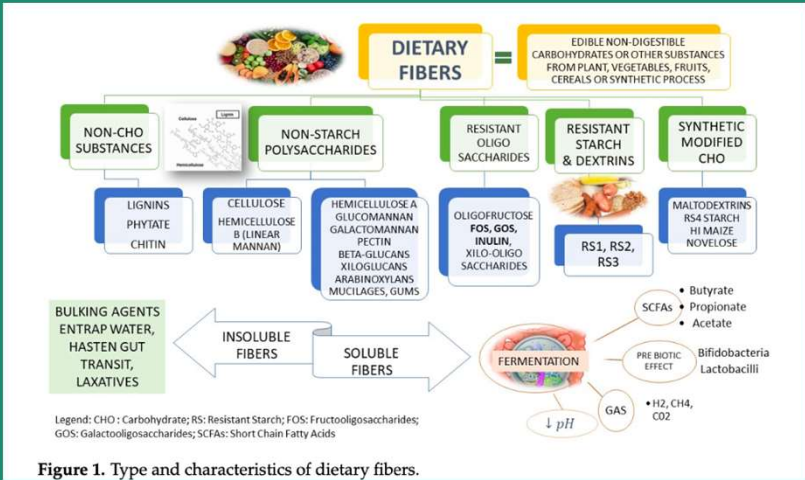 DIETARY
FIBERS
=
EDIBLE NON-DIGESTIBLE
CARBOHYDRATES OR OTHER SUBSTANCES
FROM PLANT, VEGETABLES, FRUITS,
CEREALS OR SYNTHETIC PROCESS
NON-CHO
SUBSTANCES
Lignin
Cellulose
Hemicellulose
NON-STARCH
POLYSACCHARIDES
RESISTANT
OLIGO
SACCHARIDES
RESISTANT
STARCH
& DEXTRINS
SYNTHETIC
MODIFIED
CHO
LIGNINS
PHYTATE
CHITIN
CELLULOSE
HEMICELLULOSE
B (LINEAR
MANNAN)
HEMICELLULOSE A
GLUCOMANNAN
GALACTOMANNAN
PECTIN
BETA-GLUCANS
XILOGLUCANS
ARABINOXYLANS
MUCILAGES, GUMS
OLIGOFRUCTOSE
FOS, GOS,
INULIN,
XILO-OLIGO
SACCHARIDES
RS1, RS2,
RS3
MALTODEXTRINS
RS4 STARCH
HI MAIZE
NOVELOSE
BULKING AGENTS
ENTRAP WATER,
HASTEN GUT
TRANSIT,
LAXATIVES
INSOLUBLE
FIBERS
SOLUBLE
FIBERS
FERMENTATION
SCFAs
• Butyrate
• Propionate
• Acetate
PRE BIOTIC
EFFECT
Bifidobacteria
Lactobacilli
GAS
• H2, CH4,
C02
↓ pH
Legend: CHO : Carbohydrate; RS: Resistant Starch; FOS: Fructooligosaccharides;
GOS: Galactooligosaccharides; SCFAs: Short Chain Fatty Acids
Figure 1. Type and characteristics of dietary fibers.